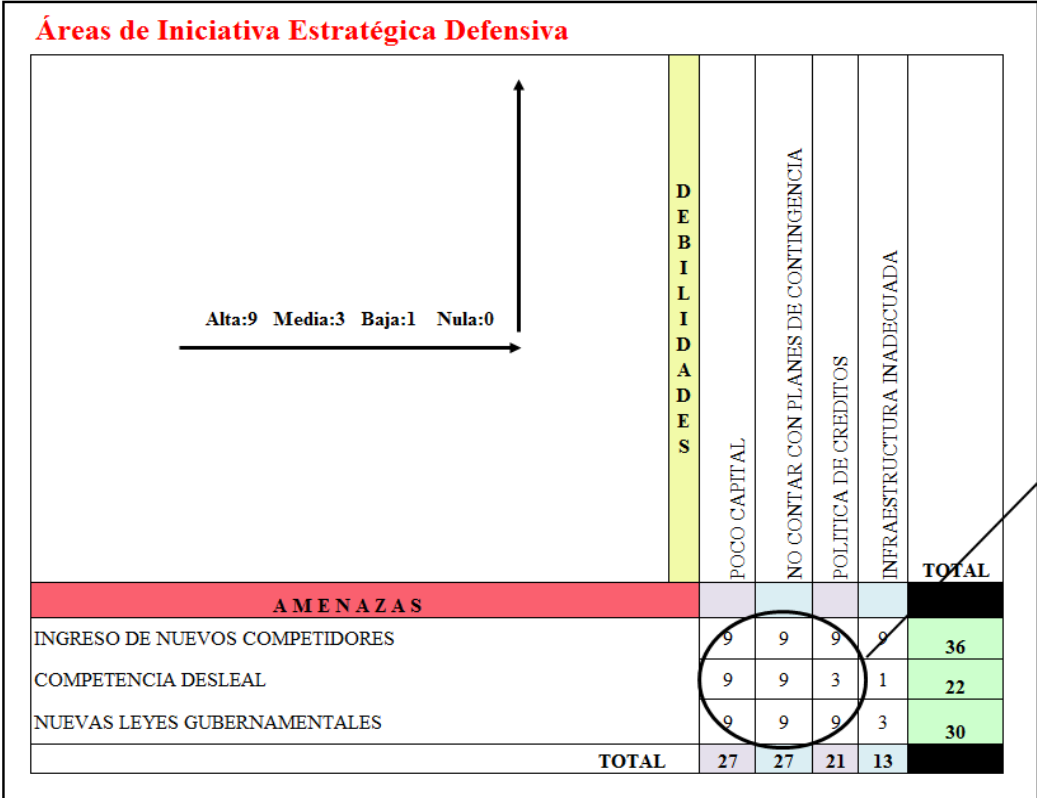 Áreas de Iniciativa Estratégica Defensiva
Alta:9 Media:3 Baja:1 Nula:0
DEBILIDADES
POCO CAPITAL
NO CONTAR CON PLANES DE CONTINGENCIA
POLITICA DE CREDITOS
INFRAESTRUCTURA INADECUADA
TOTAL
AMENAZAS
INGRESO DE NUEVOS COMPETIDORES 9 9 9 9 36
COMPETENCIA DESLEAL 9 9 3 1 22
NUEVAS LEYES GUBERNAMENTALES 9 9 9 3 30
TOTAL 27 27 21 13